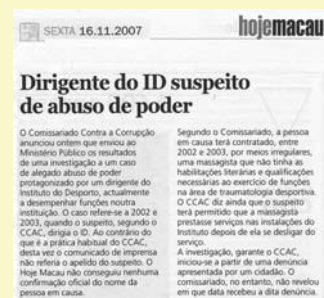 SEXTA 16.11.2007
hojemacau
Dirigente do ID suspeito
de abuso de poder
O Comissariado Contra a Corrupção
anunciou ontem que enviou ao
Ministério Público os resultados
de uma investigação a um caso
de alegado abuso de poder
protagonizado por um dirigente do
Instituto do Desporto, actualmente
a desempenhar funções noutra
instituição. O caso refere-se a 2002 e
2003, quando o suspeito, segundo o
CCAC, dirigia o ID. Ao contrário do
que é a prática habitual do CCAC,
desta vez o comunicado de imprensa
não referia o apelido do suspeito. O
Hoje Macau não conseguiu nenhuma
confirmação oficial do nome da
pessoa em causa.
Segundo o Comissariado, a pessoa
em causa terá contratado, entre
2002 e 2003, por meios irregulares,
uma massagista que não tinha as
habilitações literárias e qualificações
necessárias ao exercício de funções
na área de traumatologia desportiva.
O CCAC diz ainda que o suspeito
terá permitido que a massagista
prestasse serviços nas instalações do
Instituto depois de ela se desligar do
serviço.
A investigação, garante o CCAC,
iniciou-se a partir de uma denúncia
apresentada por um cidadão. O
comissariado, no entanto, não revelou
em que data recebeu a dita denúncia.